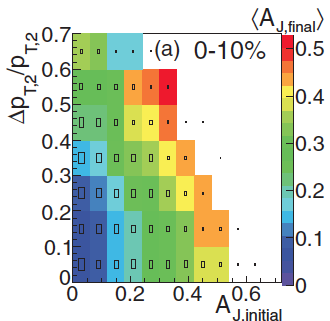 ⟨A_J,final⟩
(a) 0-10%
Δp_T,2/p_T,2
0.7
0.6
0.5
0.4
0.3
0.2
0.1
0
0 0.2 0.4 0.6
A_J.initial
0.5
0.4
0.3
0.2
0.1
0